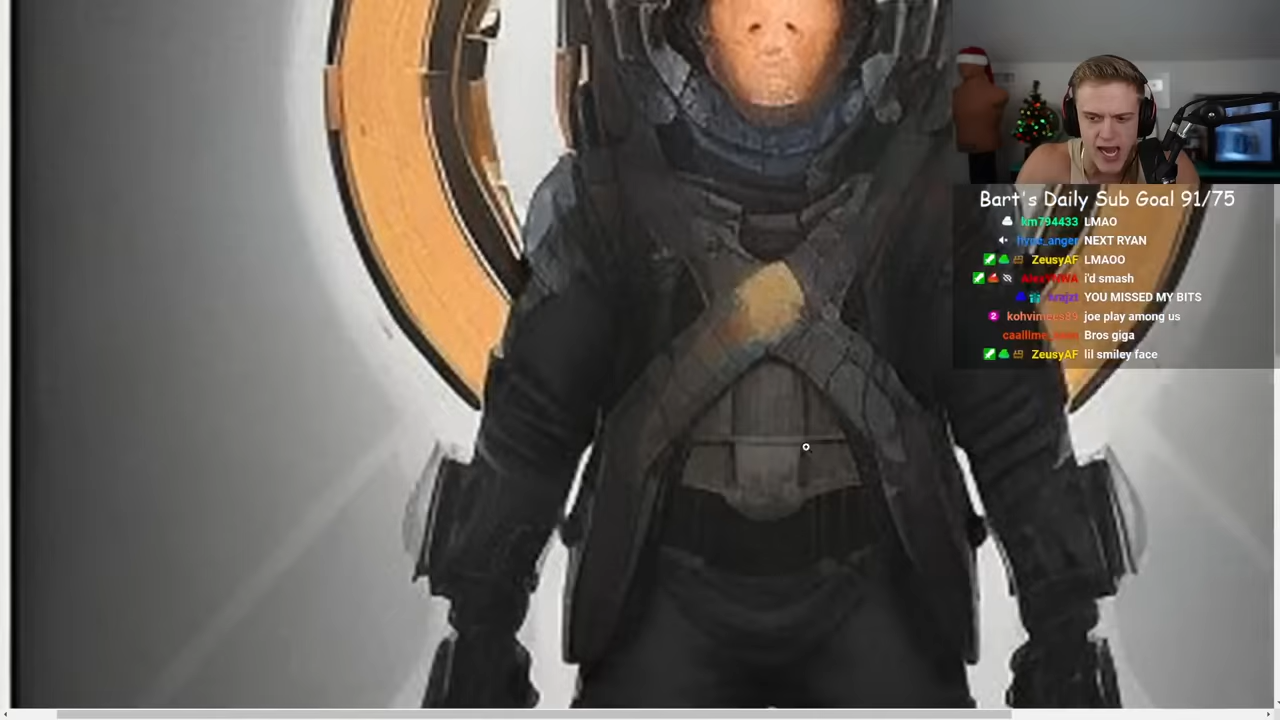 Bart's Daily Sub Goal 91/75
km794433 LMAO
hype_anger NEXT RYAN
ZeusyAF LMAOO
i'd smash
YOU MISSED MY BITS
joe play among us
Bros giga
ZeusyAF lil smiley face